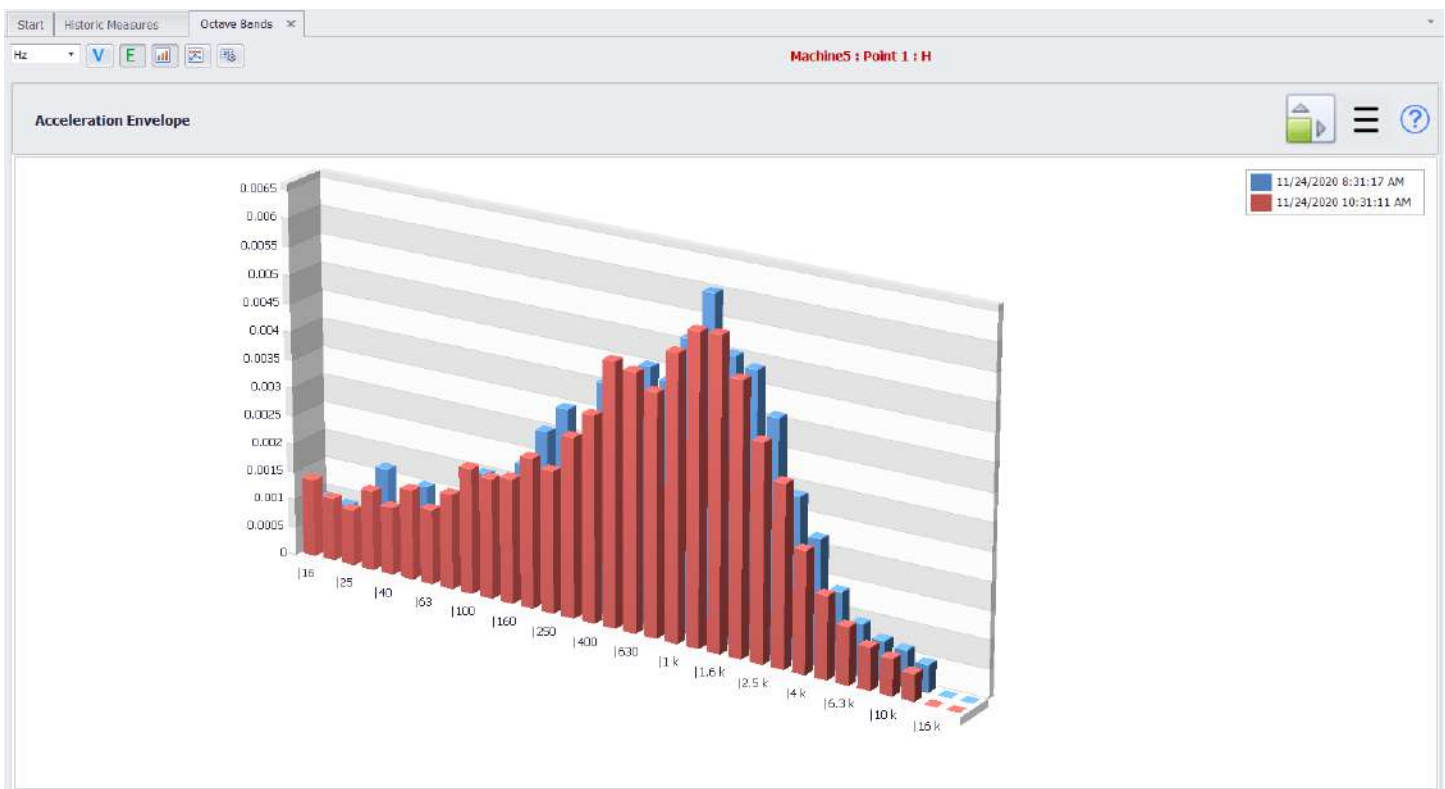 Start Historic Measures Octave Bands ×
Hz V E Machine5 : Point 1 : H
Acceleration Envelope ?
11/24/2020 8:31:17 AM
11/24/2020 10:31:11 AM
0.0065
0.006
0.0055
0.005
0.0045
0.004
0.0035
0.003
0.0025
0.002
0.0015
0.001
0.0005
0
|16 |25 |40 |63 |100 |160 |250 |400 |630 |1 k |1.6 k |2.5 k |4 k |6.3 k |10 k |16 k